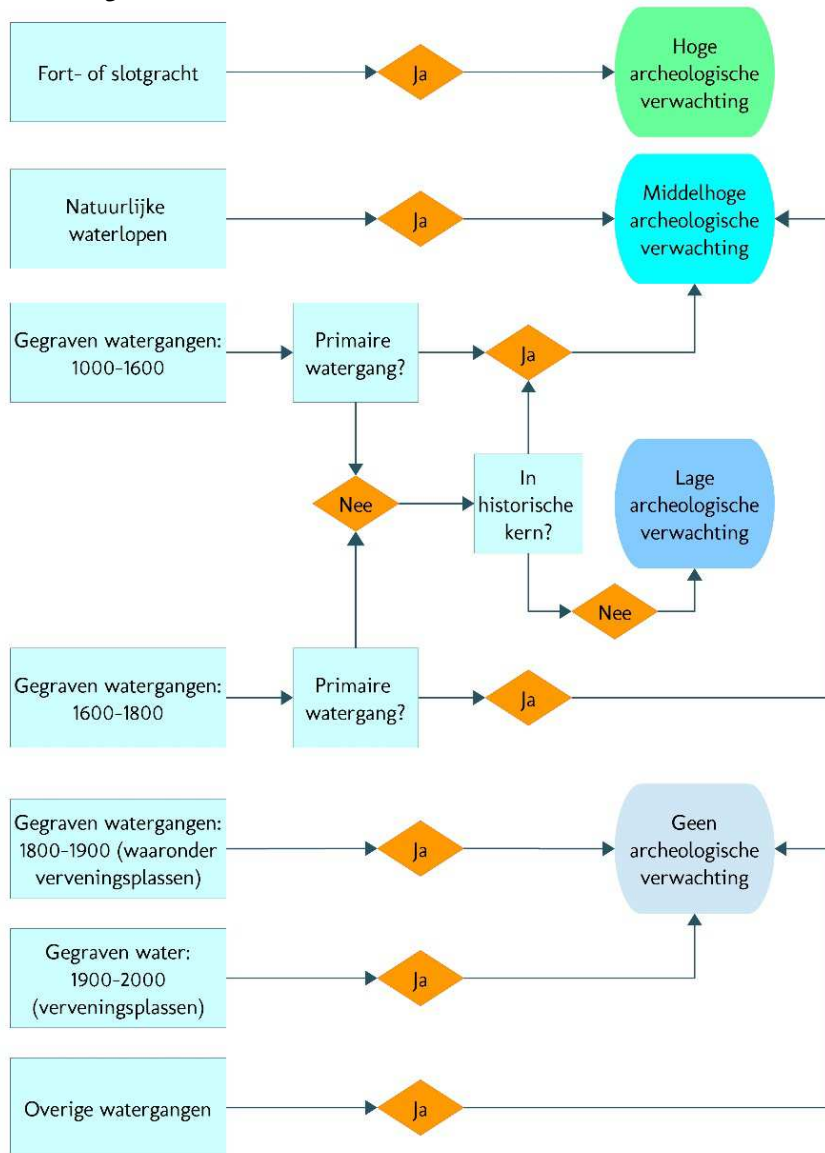 Fort- of slotgracht
Ja
Hoge
archeologische
verwachting
Natuurlijke
waterlopen
Ja
Middelhoge
archeologische
verwachting
Gegraven watergangen:
1000-1600
Primaire
watergang?
Ja
Nee
In
historische
kern?
Lage
archeologische
verwachting
Nee
Gegraven watergangen:
1600-1800
Primaire
watergang?
Ja
Gegraven watergangen:
1800-1900 (waaronder
verveningsplassen)
Ja
Geen
archeologische
verwachting
Gegraven water:
1900-2000
(verveningsplassen)
Ja
Overige watergangen
Ja